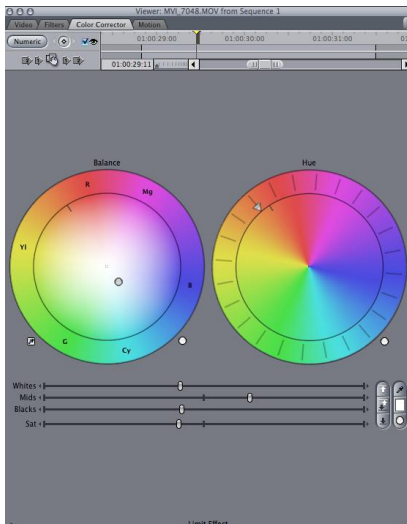 Viewer: MVI_7048.MOV from Sequence 1
Video Filters Color Corrector Motion
Numeric
01:00:29:00 01:00:30:00 01:00:31:00
01:00:29:11
Balance
Hue
R
Mg
Yl
B
G
Cy
Whites
Mids
Blacks
Sat
Limit Effect